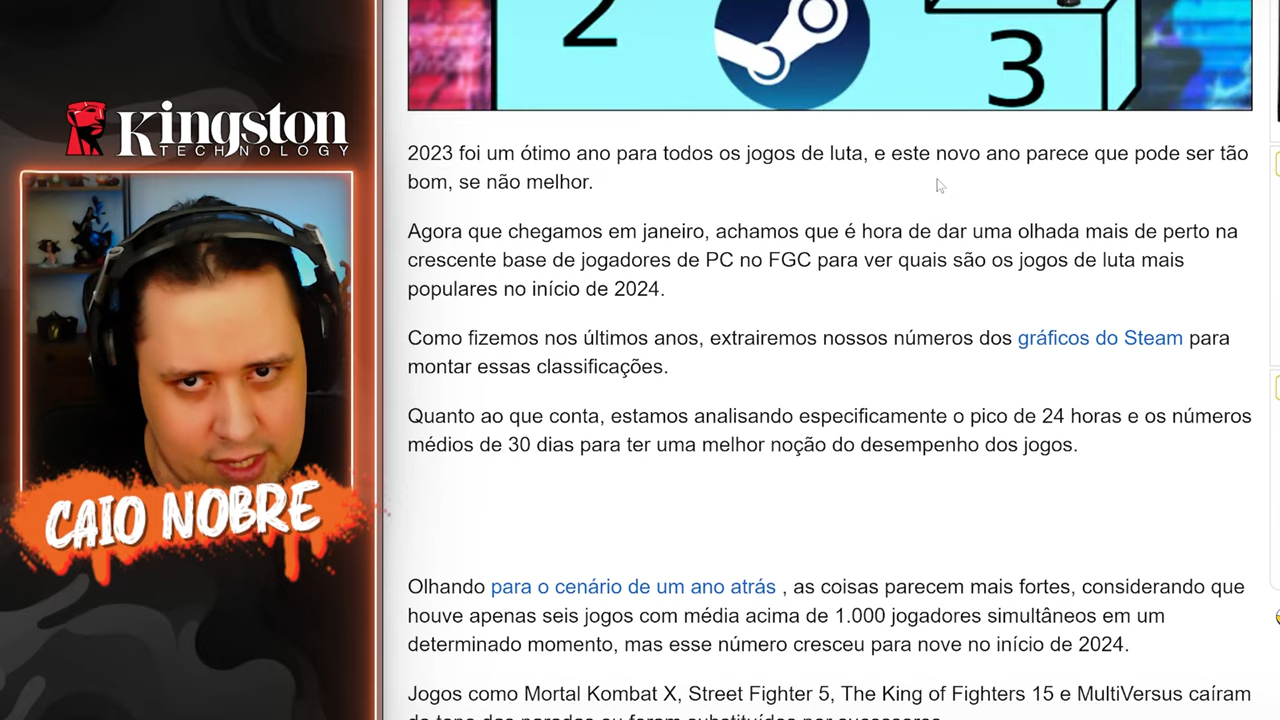 2
3
Kingston
TECHNOLOGY
CAIO NOBRE
2023 foi um ótimo ano para todos os jogos de luta, e este novo ano parece que pode ser tão
bom, se não melhor.
Agora que chegamos em janeiro, achamos que é hora de dar uma olhada mais de perto na
crescente base de jogadores de PC no FGC para ver quais são os jogos de luta mais
populares no início de 2024.
Como fizemos nos últimos anos, extrairemos nossos números dos gráficos do Steam para
montar essas classificações.
Quanto ao que conta, estamos analisando especificamente o pico de 24 horas e os números
médios de 30 dias para ter uma melhor noção do desempenho dos jogos.
Olhando para o cenário de um ano atrás , as coisas parecem mais fortes, considerando que
houve apenas seis jogos com média acima de 1.000 jogadores simultâneos em um
determinado momento, mas esse número cresceu para nove no início de 2024.
Jogos como Mortal Kombat X, Street Fighter 5, The King of Fighters 15 e MultiVersus caíram